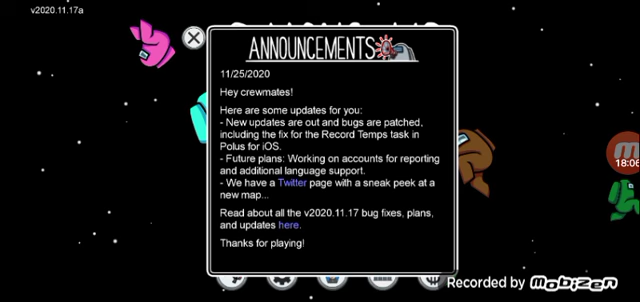 v2020.11.17a
ANNOUNCEMENTS
11/25/2020
Hey crewmates!
Here are some updates for you:
- New updates are out and bugs are patched,
including the fix for the Record Temps task in
Polus for iOS.
- Future plans: Working on accounts for reporting
and additional language support.
- We have a Twitter page with a sneak peek at a
new map...
Read about all the v2020.11.17 bug fixes, plans,
and updates here.
Thanks for playing!
18:06
Recorded by Mobizen